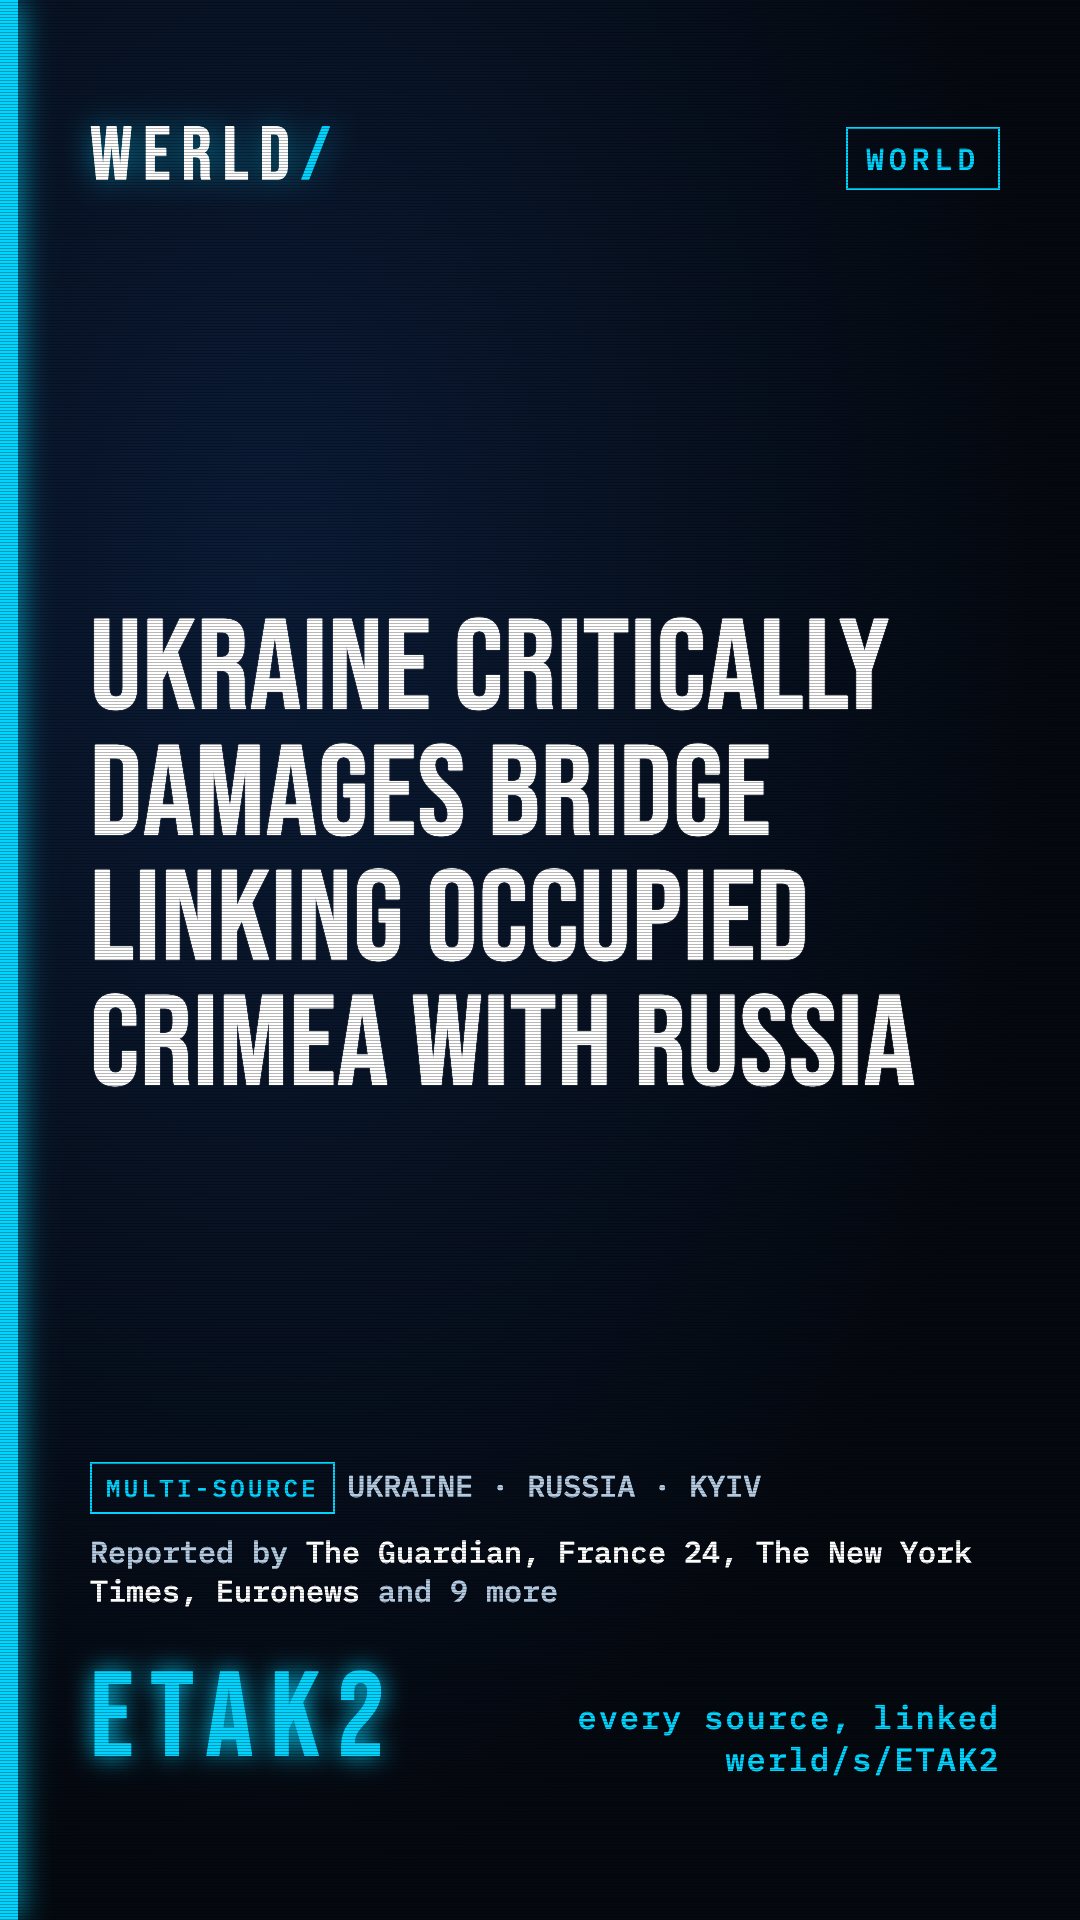 WERLD/
WORLD
UKRAINE CRITICALLY
DAMAGES BRIDGE
LINKING OCCUPIED
CRIMEA WITH RUSSIA
MULTI-SOURCE UKRAINE · RUSSIA · KYIV
Reported by The Guardian, France 24, The New York
Times, Euronews and 9 more
ETAK2
every source, linked
werld/s/ETAK2